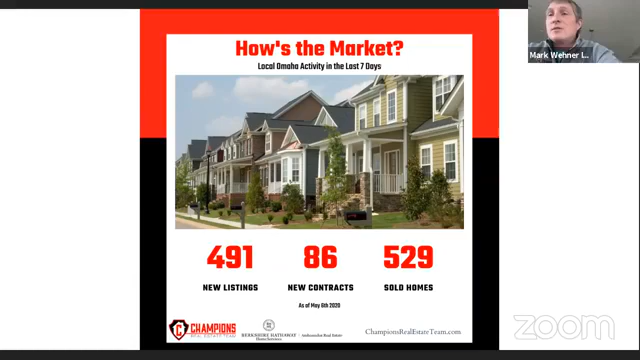 How's the Market?
Local Omaha Activity in the Last 7 Days
Mark Wehner L...
491 86 529
NEW LISTINGS NEW CONTRACTS SOLD HOMES
As of May 6th 2020
C CHAMPIONS
REAL ESTATE TEAM
BERKSHIRE HATHAWAY
HomeServices
ChampionsRealEstateTeam.com
zoom